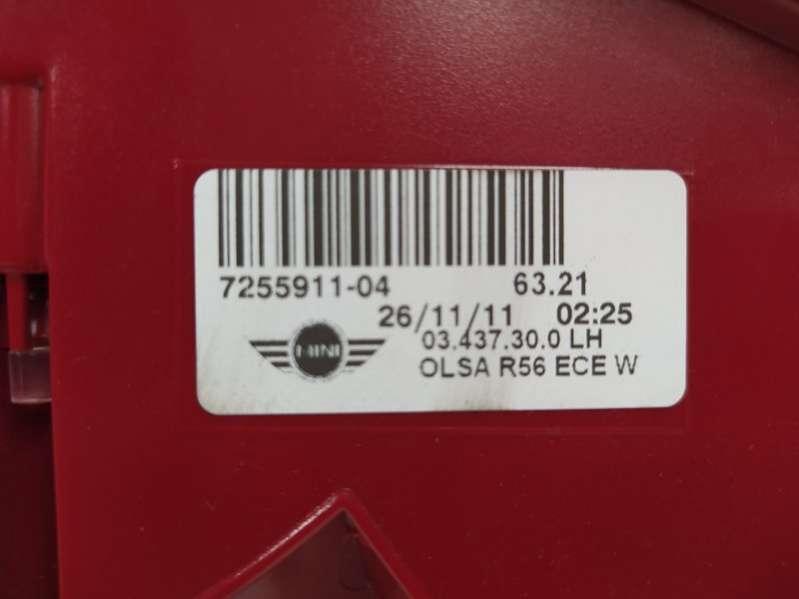 7255911-04 63.21
26/11/11 02:25
03.437.30.0 LH
MINI
OLSA R56 ECE W